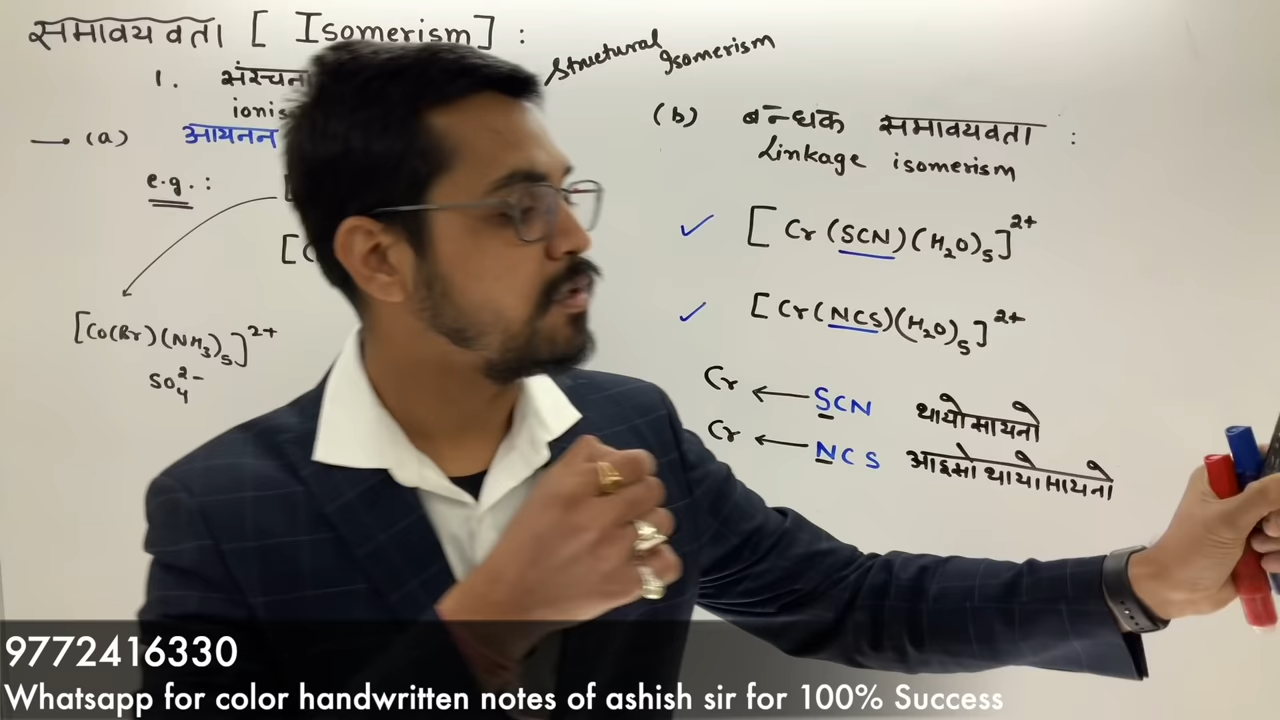 समावयवता [ Isomerism ] :
1. संरचना
Structural Isomerism
(a) आयनन
e.g. :
[Co(Br)(NH₃)₅]²⁺
SO₄²⁻
(b) बन्धक समावयवता :
Linkage isomerism
[Cr(SCN)(H₂O)₅]²⁺
[Cr(NCS)(H₂O)₅]²⁺
Cr ← SCN थायोसायनो
Cr ← NCS आइसोथायोसायनो
9772416330
Whatsapp for color handwritten notes of ashish sir for 100% Success